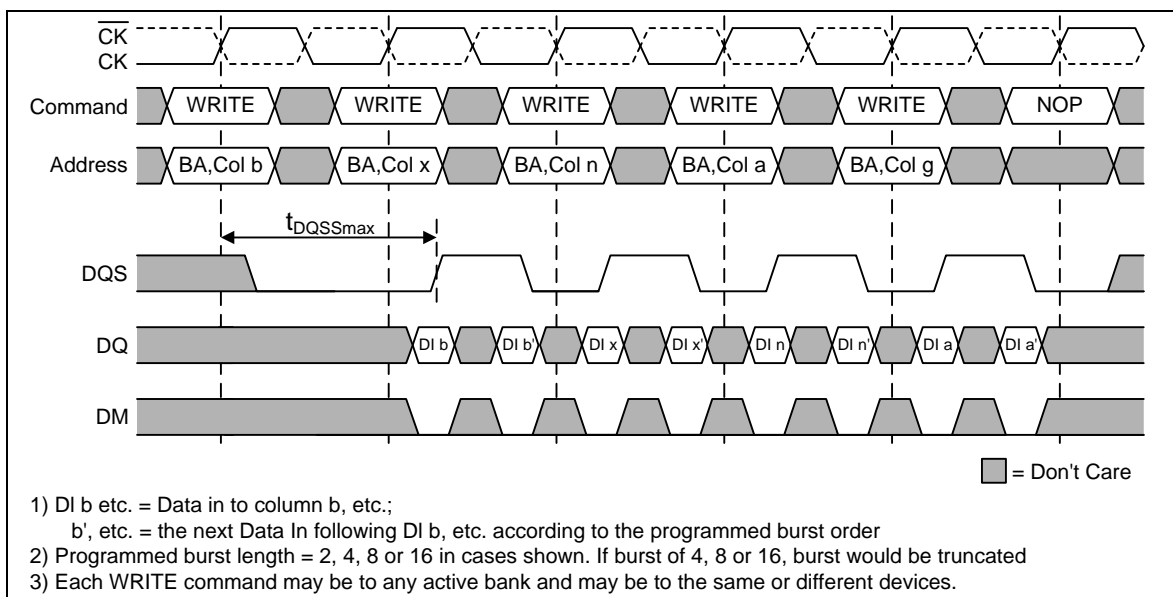 CK
CK
Command WRITE WRITE WRITE WRITE WRITE NOP
Address BA,Col b BA,Col x BA,Col n BA,Col a BA,Col g
tDQSSmax
DQS
DQ DI b DI b' DI x DI x' DI n DI n' DI a DI a'
DM
= Don't Care
1) DI b etc. = Data in to column b, etc.;
b', etc. = the next Data In following DI b, etc. according to the programmed burst order
2) Programmed burst length = 2, 4, 8 or 16 in cases shown. If burst of 4, 8 or 16, burst would be truncated
3) Each WRITE command may be to any active bank and may be to the same or different devices.